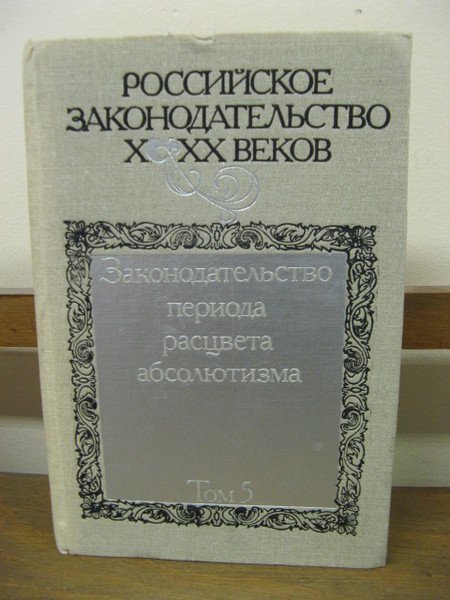 РОССИЙСКОЕ
ЗАКОНОДАТЕЛЬСТВО
X XX ВЕКОВ
Законодательство
периода
расцвета
абсолютизма
Том 5